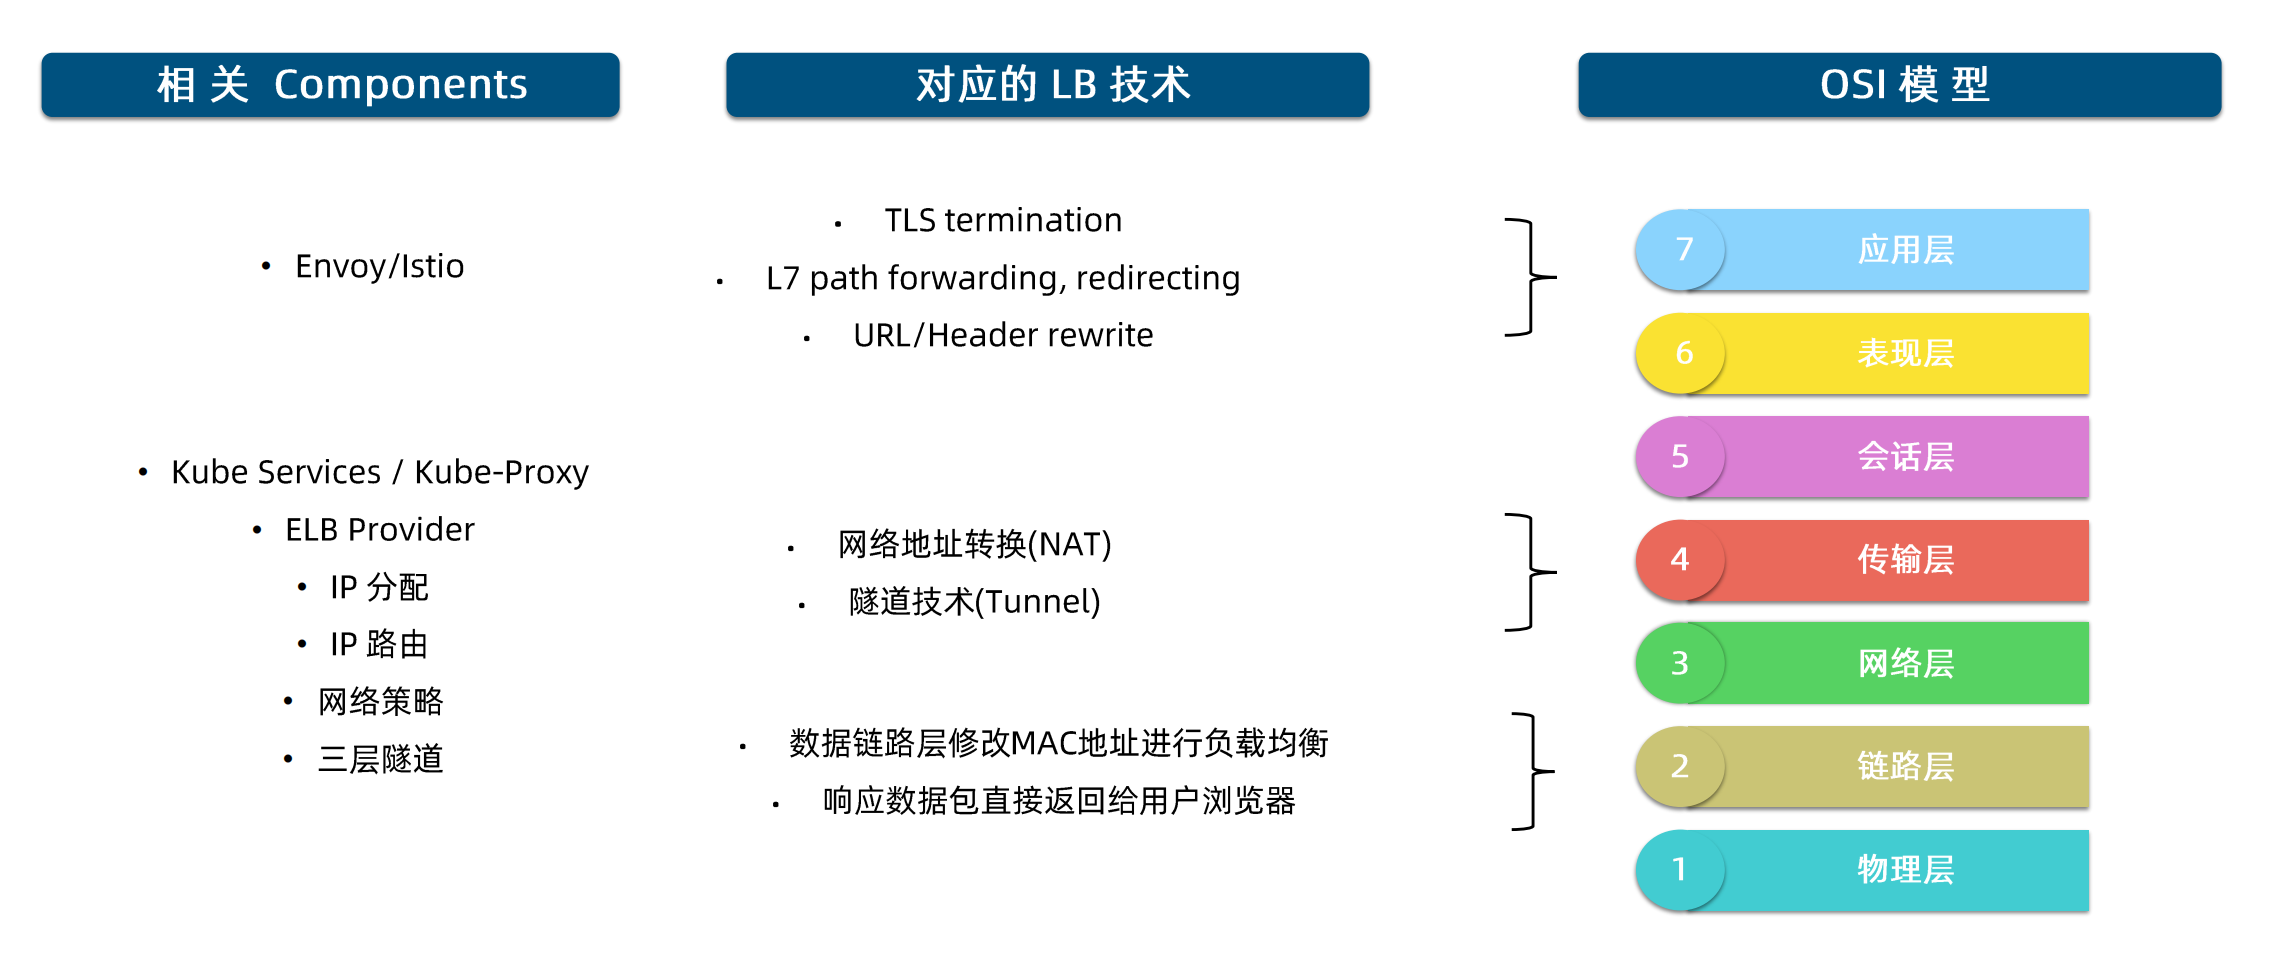 相 关 Components
• Envoy/Istio
• Kube Services / Kube-Proxy
• ELB Provider
• IP 分配
• IP 路由
• 网络策略
• 三层隧道
对应的 LB 技术
▪ TLS termination
▪ L7 path forwarding, redirecting
▪ URL/Header rewrite
▪ 网络地址转换(NAT)
▪ 隧道技术(Tunnel)
▪ 数据链路层修改MAC地址进行负载均衡
▪ 响应数据包直接返回给用户浏览器
OSI 模 型
7 应用层
6 表现层
5 会话层
4 传输层
3 网络层
2 链路层
1 物理层